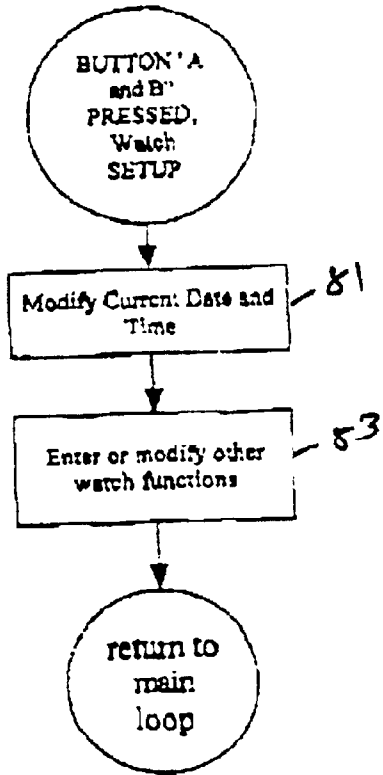 BUTTON "A
and B"
PRESSED,
Watch
SETUP
Modify Current Date and
Time
81
Enter or modify other
watch functions
83
return to
main
loop